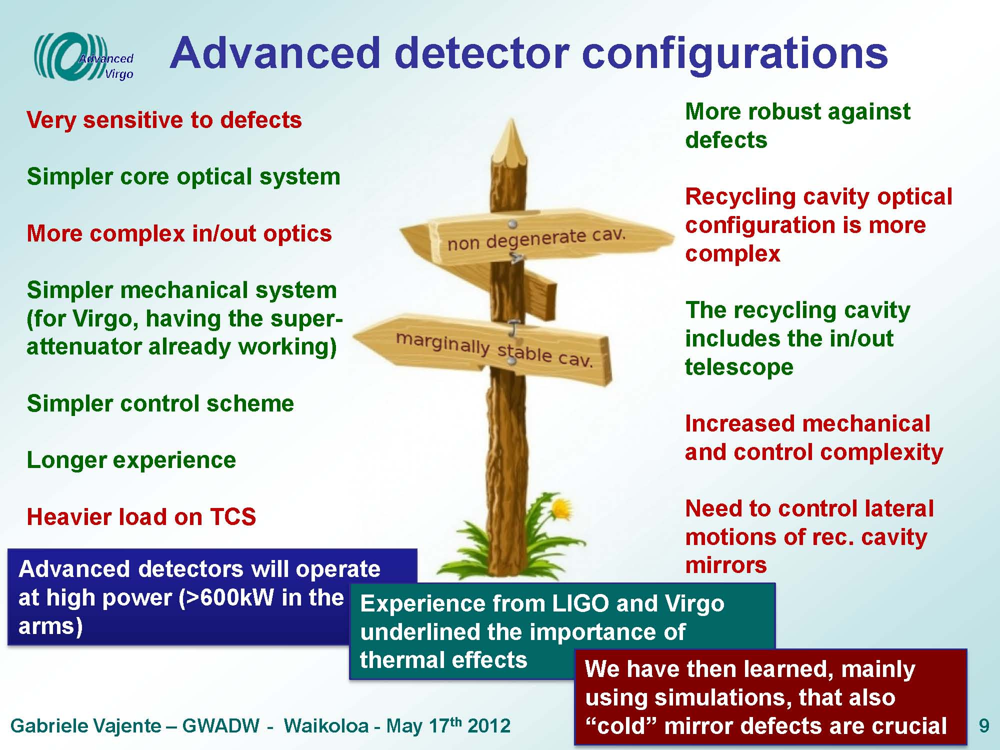 Advanced
Virgo
Advanced detector configurations
Very sensitive to defects
Simpler core optical system
More complex in/out optics
Simpler mechanical system
(for Virgo, having the super-
attenuator already working)
Simpler control scheme
Longer experience
Heavier load on TCS
non degenerate cav.
marginally stable cav.
More robust against
defects
Recycling cavity optical
configuration is more
complex
The recycling cavity
includes the in/out
telescope
Increased mechanical
and control complexity
Need to control lateral
motions of rec. cavity
mirrors
Advanced detectors will operate
at high power (>600kW in the
arms)
Experience from LIGO and Virgo
underlined the importance of
thermal effects
We have then learned, mainly
using simulations, that also
“cold” mirror defects are crucial
Gabriele Vajente – GWADW - Waikoloa - May 17th 2012
9